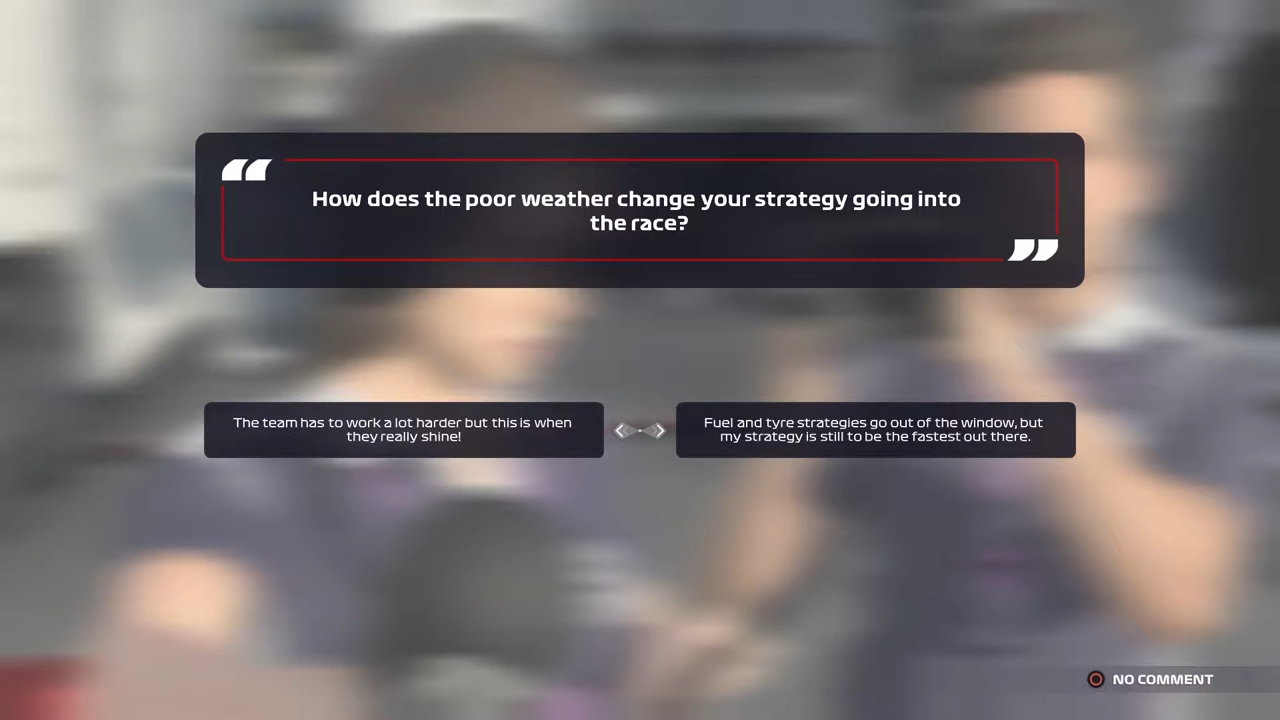 How does the poor weather change your strategy going into
the race?
The team has to work a lot harder but this is when
they really shine!
Fuel and tyre strategies go out of the window, but
my strategy is still to be the fastest out there.
NO COMMENT